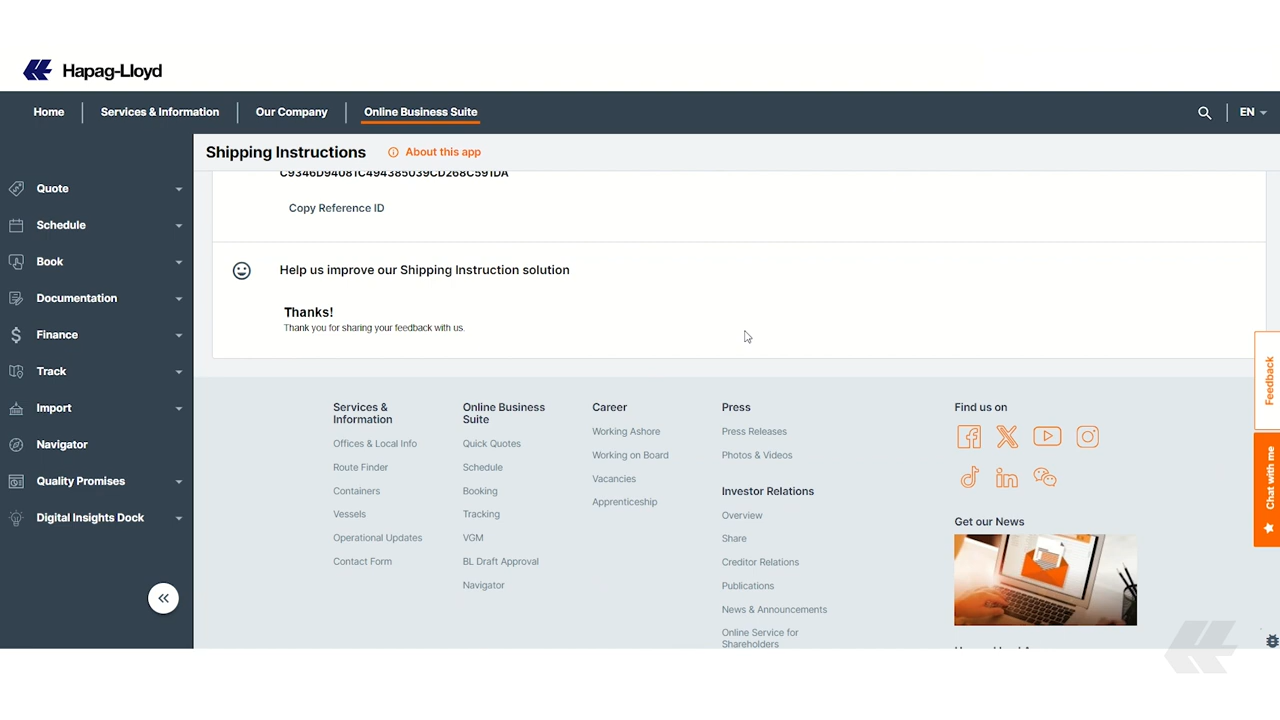 Hapag-Lloyd
Home
Services & Information
Our Company
Online Business Suite
EN
Shipping Instructions
About this app
Quote
Schedule
Book
Documentation
Finance
Track
Import
Navigator
Quality Promises
Digital Insights Dock
C9346D94081C494385039CD268C591DA
Copy Reference ID
Help us improve our Shipping Instruction solution
Thanks!
Thank you for sharing your feedback with us.
Feedback
Chat with me
Services &
Information
Offices & Local Info
Route Finder
Containers
Vessels
Operational Updates
Contact Form
Online Business
Suite
Quick Quotes
Schedule
Booking
Tracking
VGM
BL Draft Approval
Navigator
Career
Working Ashore
Working on Board
Vacancies
Apprenticeship
Press
Press Releases
Photos & Videos
Investor Relations
Overview
Share
Creditor Relations
Publications
News & Announcements
Online Service for
Shareholders
Find us on
Get our News